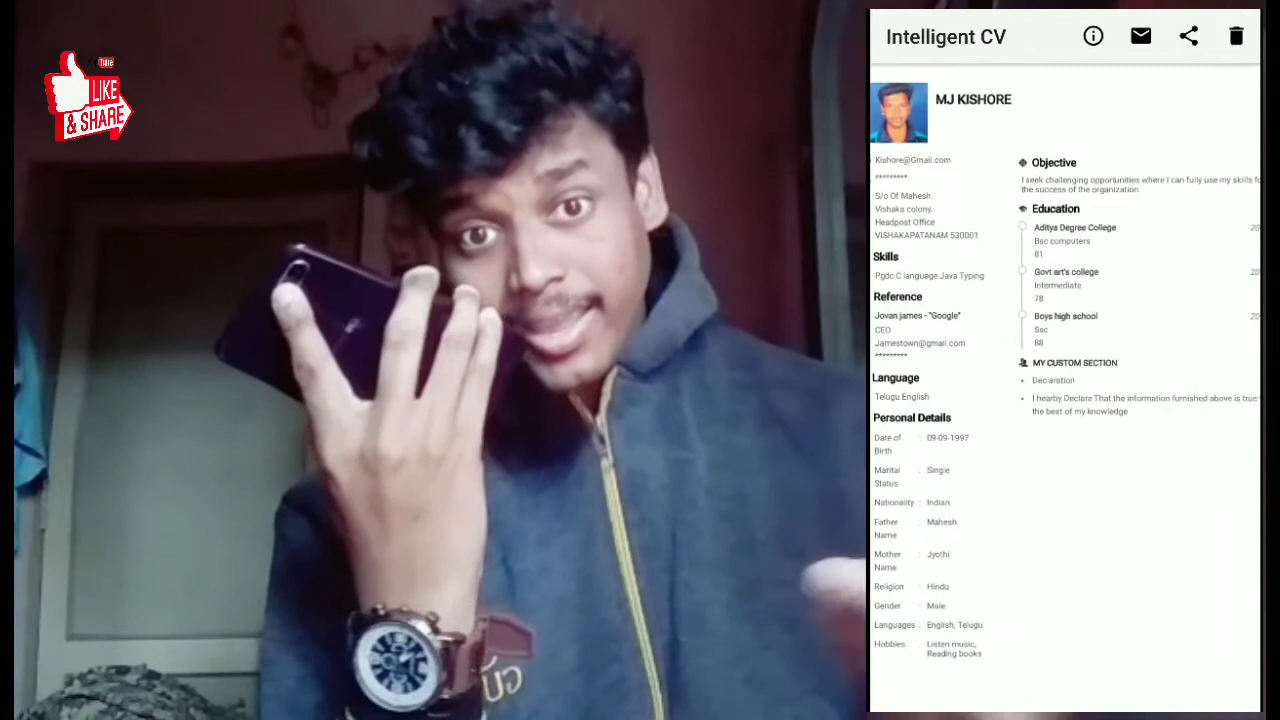 Tube
LIKE
& SHARE
Intelligent CV
MJ KISHORE
Kishore@Gmail.com
*********
S/o Of Mahesh
Vishaka colony.
Headpost Office
VISHAKAPATANAM 530001
Skills
Pgdc C language Java Typing
Reference
Jovan james - "Google"
CEO
Jamestown@gmail.com
*********
Language
Telugu English
Personal Details
Date of Birth : 09-09-1997
Marital Status : Single
Nationality : Indian
Father Name : Mahesh
Mother Name : Jyothi
Religion : Hindu
Gender : Male
Languages : English, Telugu
Hobbies : Listen music,
Reading books
Objective
I seek challenging opportunities where I can fully use my skills fo
the success of the organization.
Education
Aditya Degree College 20
Bsc computers
81
Govt art's college 20
Intermediate
78
Boys high school 20
Ssc
88
MY CUSTOM SECTION
Declaration
I hearby Declare That the information furnished above is true
the best of my knowledge